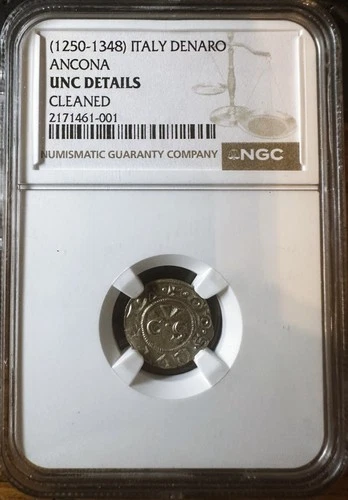 (1250-1348) ITALY DENARO
ANCONA
UNC DETAILS
CLEANED
2171461-001
NUMISMATIC GUARANTY COMPANY NGC